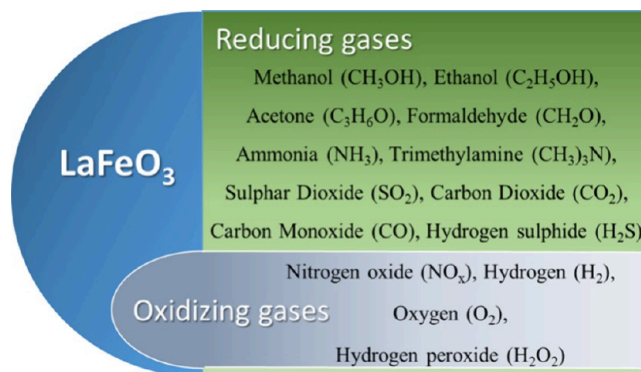 LaFeO₃
Reducing gases
Methanol (CH₃OH), Ethanol (C₂H₅OH),
Acetone (C₃H₆O), Formaldehyde (CH₂O),
Ammonia (NH₃), Trimethylamine (CH₃)₃N),
Sulphar Dioxide (SO₂), Carbon Dioxide (CO₂),
Carbon Monoxide (CO), Hydrogen sulphide (H₂S)
Oxidizing gases
Nitrogen oxide (NOₓ), Hydrogen (H₂),
Oxygen (O₂),
Hydrogen peroxide (H₂O₂)